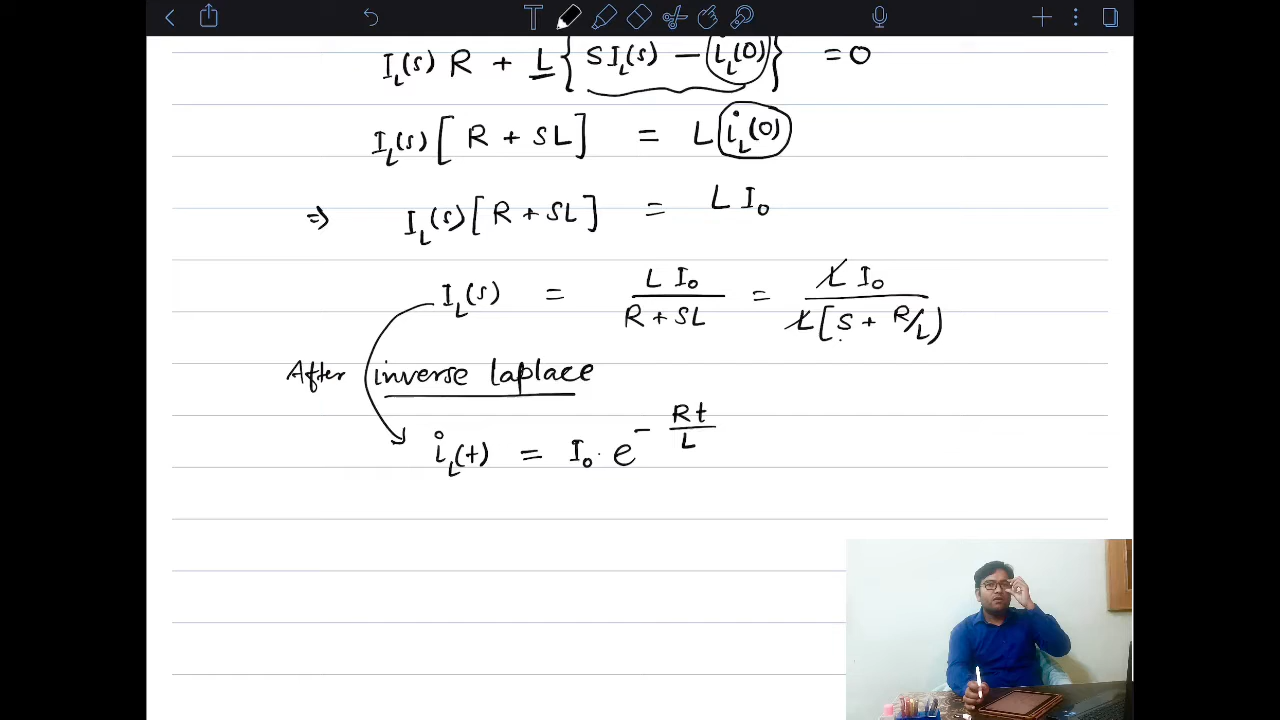 I_L(s) R + L { S I_L(s) − i_L(0) } = 0
I_L(s) [ R + SL ] = L i_L(0)
⇒ I_L(s) [ R + SL ] = L I₀
I_L(s) = L I₀ / R + SL = L I₀ / L [ S + R/L )
After inverse laplace
i_L(t) = I₀ · e^{− Rt/L}